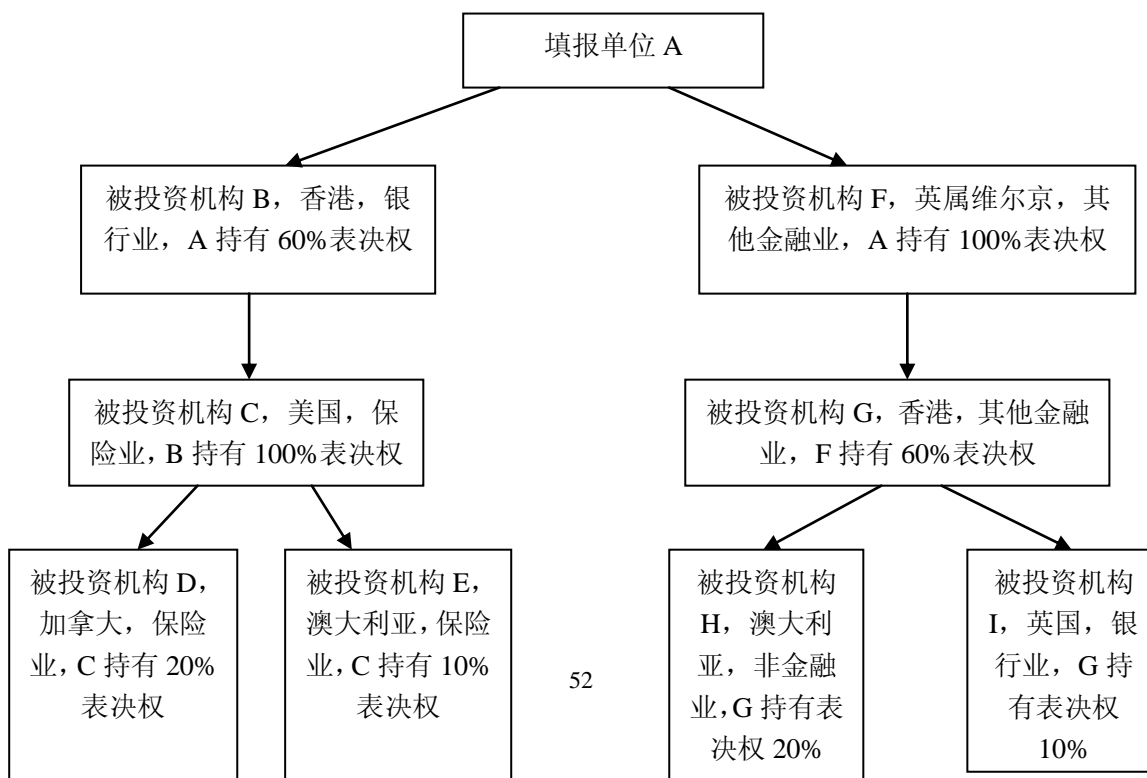 填报单位 A
被投资机构 B，香港，银
行业，A 持有 60%表决权
被投资机构 F，英属维尔京，其
他金融业，A 持有 100%表决权
被投资机构 C，美国，保
险业，B 持有 100%表决权
被投资机构 G，香港，其他金融
业，F 持有 60%表决权
被投资机构 D，
加拿大，保险
业，C 持有 20%
表决权
被投资机构 E，
澳大利亚，保险
业，C 持有 10%
表决权
52
被投资机构
H，澳大利
亚，非金融
业，G 持有表
决权 20%
被投资机构
I，英国，银
行业，G 持
有表决权
10%